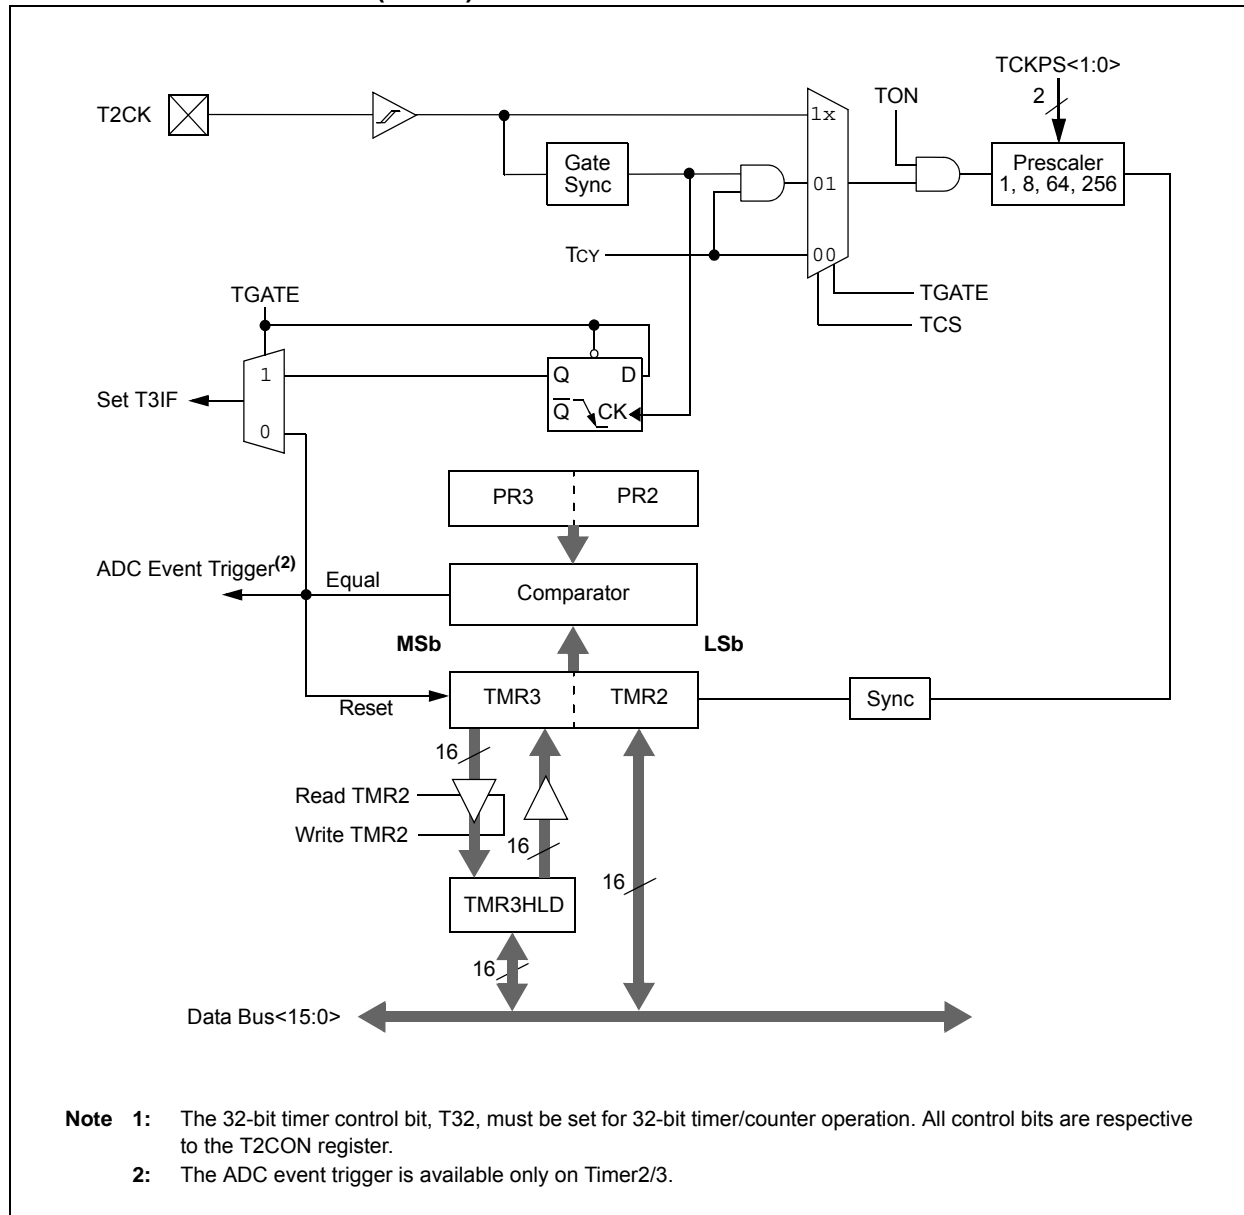 TCKPS<1:0>
2
T2CK
TON
1x
Gate
Sync
Prescaler
1, 8, 64, 256
01
TCY
00
TGATE
TCS
TGATE
1
Q
D
Set T3IF
Q
CK
0
PR3
PR2
ADC Event Trigger(2)
Equal
Comparator
MSb
LSb
TMR3
TMR2
Sync
Reset
16
Read TMR2
Write TMR2
16
16
TMR3HLD
16
Data Bus<15:0>
Note 1: The 32-bit timer control bit, T32, must be set for 32-bit timer/counter operation. All control bits are respective
to the T2CON register.
2: The ADC event trigger is available only on Timer2/3.